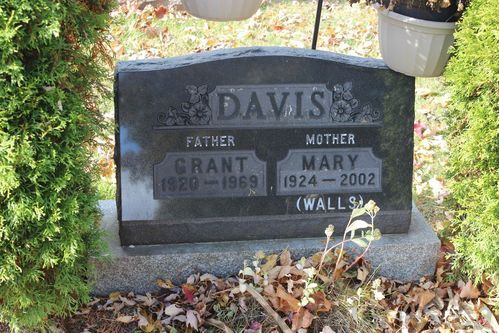 DAVIS
FATHER MOTHER
GRANT MARY
1920 — 1969 1924 — 2002
(WALLS)